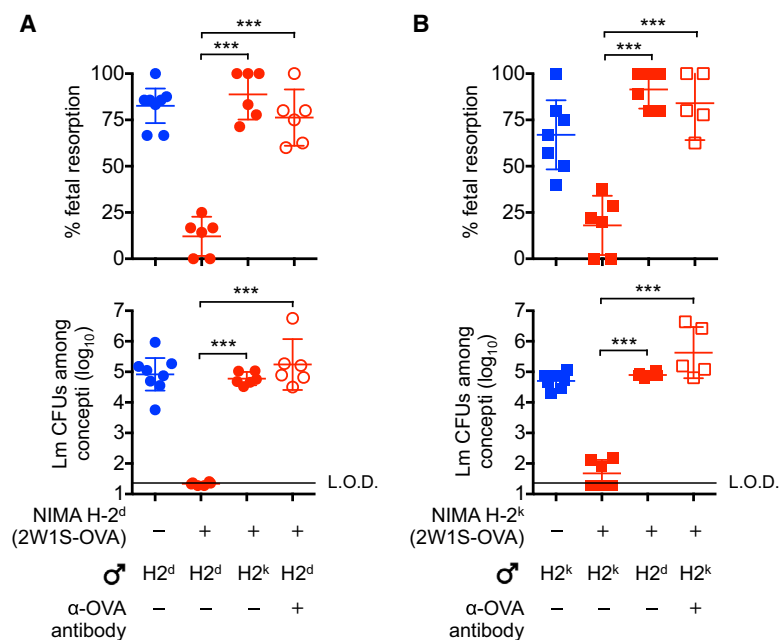 A
***
***
100
75
50
25
0
% fetal resorption
***
***
7
6
5
4
3
2
1
Lm CFUs among
concepti (log₁₀)
L.O.D.
NIMA H-2ᵈ
(2W1S-OVA) – + + +
♂ H2ᵈ H2ᵈ H2ᵏ H2ᵈ
α-OVA
antibody – – – +
B
***
***
100
75
50
25
0
% fetal resorption
***
***
7
6
5
4
3
2
1
Lm CFUs among
concepti (log₁₀)
L.O.D.
NIMA H-2ᵏ
(2W1S-OVA) – + + +
♂ H2ᵏ H2ᵏ H2ᵈ H2ᵏ
α-OVA
antibody – – – +